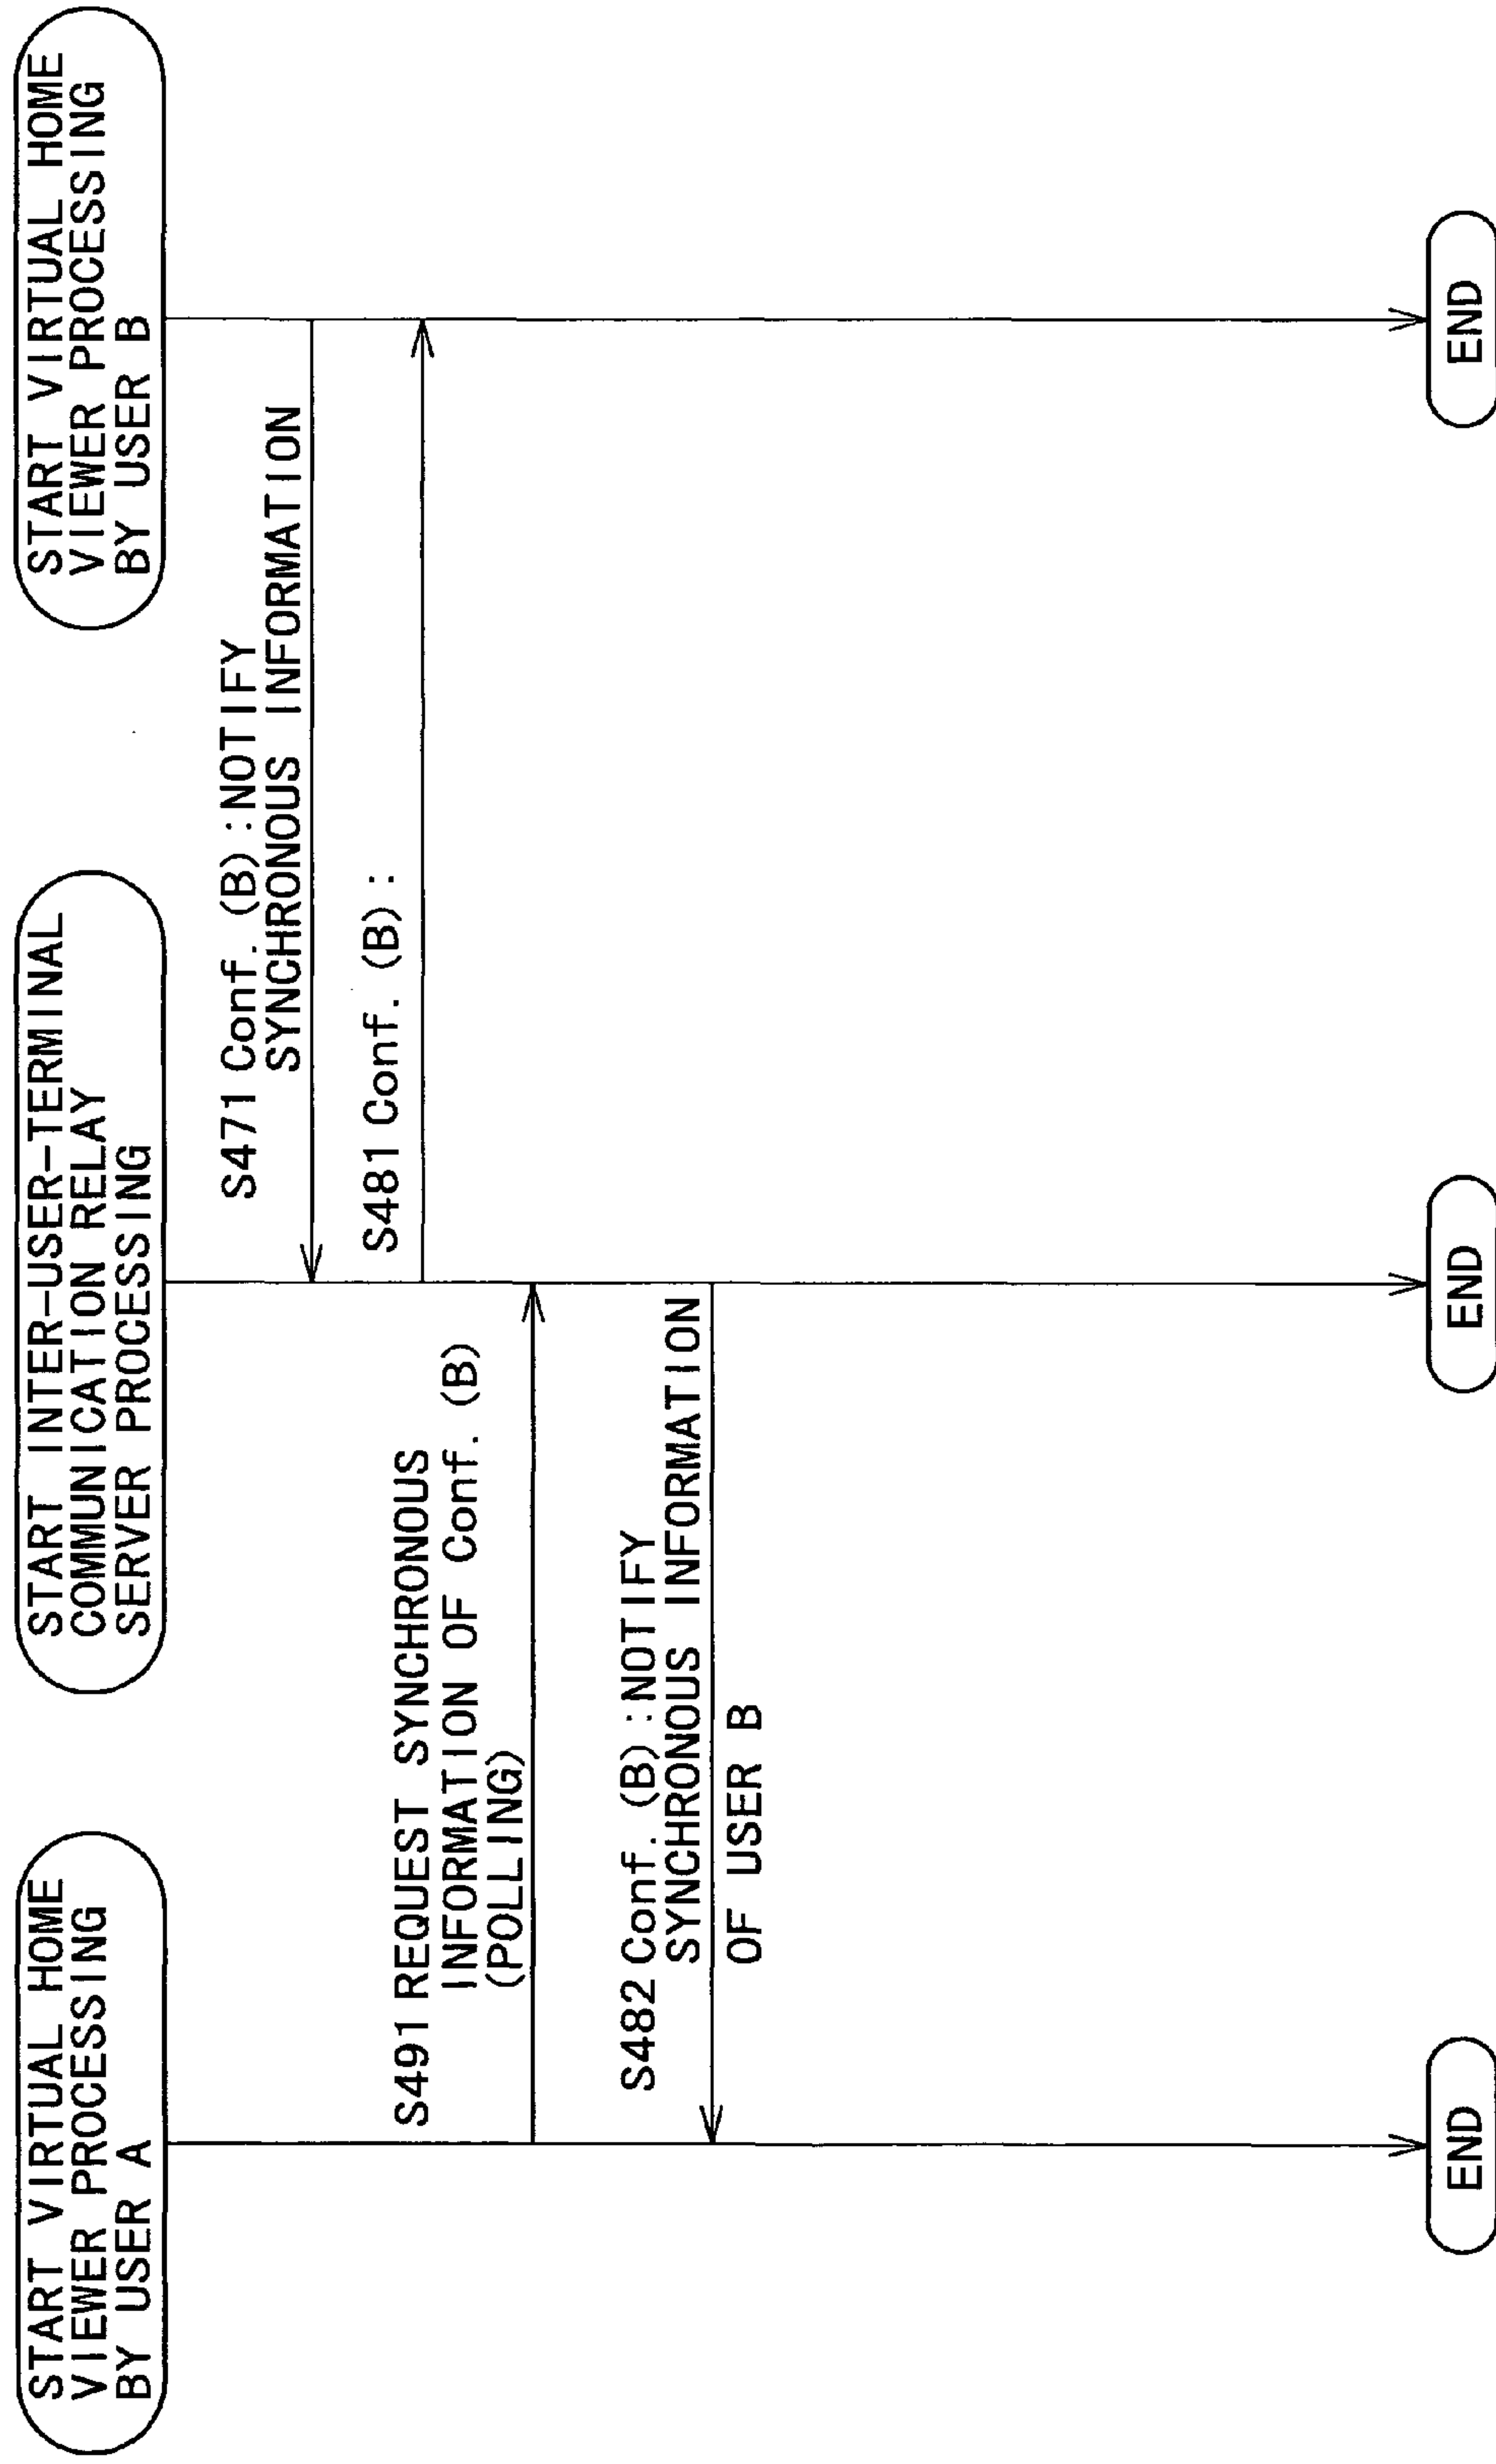 START VIRTUAL HOME
VIEWER PROCESSING
BY USER A
START INTER-USER-TERMINAL
COMMUNICATION RELAY
SERVER PROCESSING
START VIRTUAL HOME
VIEWER PROCESSING
BY USER B
S471 Conf. (B) :NOTIFY
SYNCHRONOUS INFORMATION
S481 Conf. (B) :
S491 REQUEST SYNCHRONOUS
INFORMATION OF Conf. (B)
(POLLING)
S482 Conf. (B) :NOTIFY
SYNCHRONOUS INFORMATION
OF USER B
END
END
END